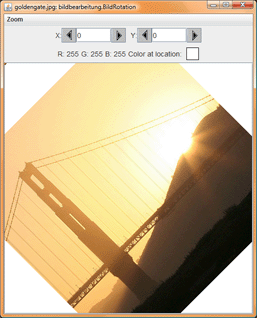 goldengate.jpg: bildbearbeitung.BildRotation
Zoom
X: 0 Y: 0
R: 255 G: 255 B: 255 Color at location: